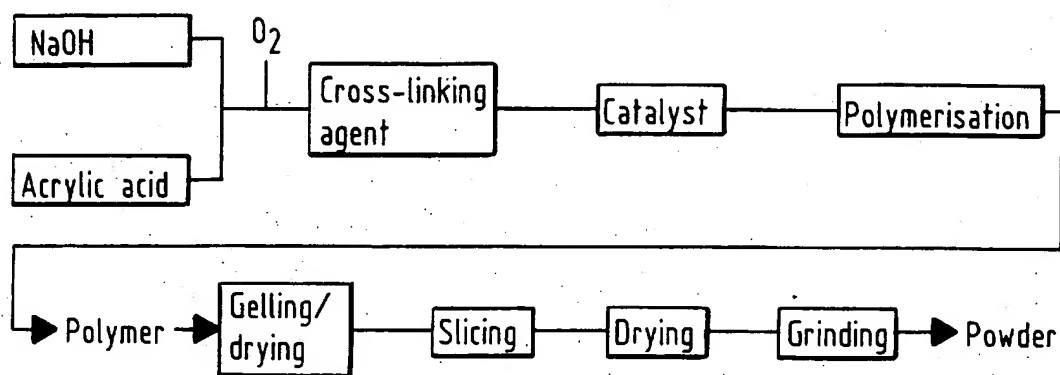 NaOH
O2
Cross-linking
agent
Catalyst
Polymerisation
Acrylic acid
Polymer
Gelling/
drying
Slicing
Drying
Grinding
Powder